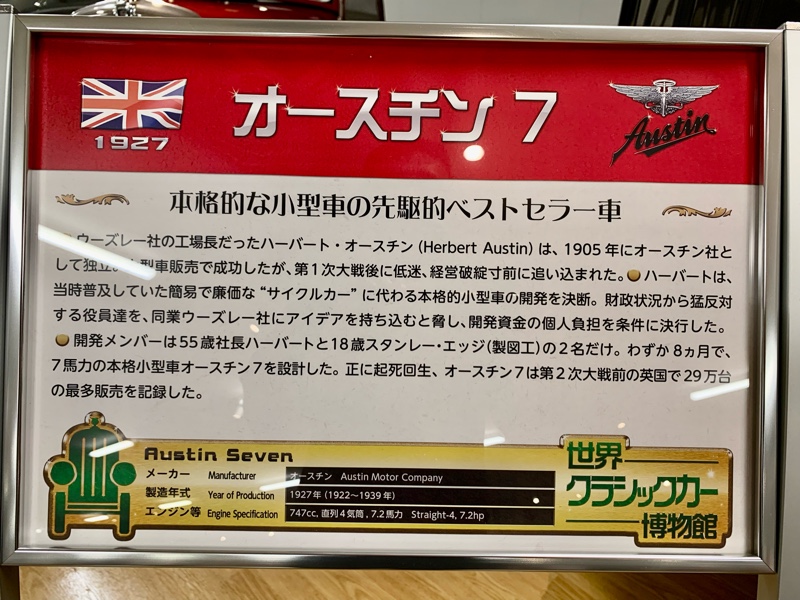 オースチン 7
1927
Austin
本格的な小型車の先駆的ベストセラー車
ウーズレー社の工場長だったハーバート・オースチン (Herbert Austin) は、1905年にオースチン社と
して独立。小型車販売で成功したが、第1次大戦後に低迷、経営破綻寸前に追い込まれた。ハーバートは、
当時普及していた簡易で廉価な “サイクルカー” に代わる本格的小型車の開発を決断。財政状況から猛反対
する役員達を、同業ウーズレー社にアイデアを持ち込むと脅し、開発資金の個人負担を条件に決行した。
開発メンバーは55歳社長ハーバートと18歳スタンレー・エッジ(製図工)の2名だけ。わずか8ヵ月で、
7馬力の本格小型車オースチン7を設計した。正に起死回生、オースチン7は第2次大戦前の英国で29万台
の最多販売を記録した。
Austin Seven
メーカー Manufacturer オースチン Austin Motor Company
製造年式 Year of Production 1927年 (1922〜1939年)
エンジン等 Engine Specification 747cc, 直列4気筒, 7.2馬力 Straight-4, 7.2hp
世界
クラシックカー
博物館